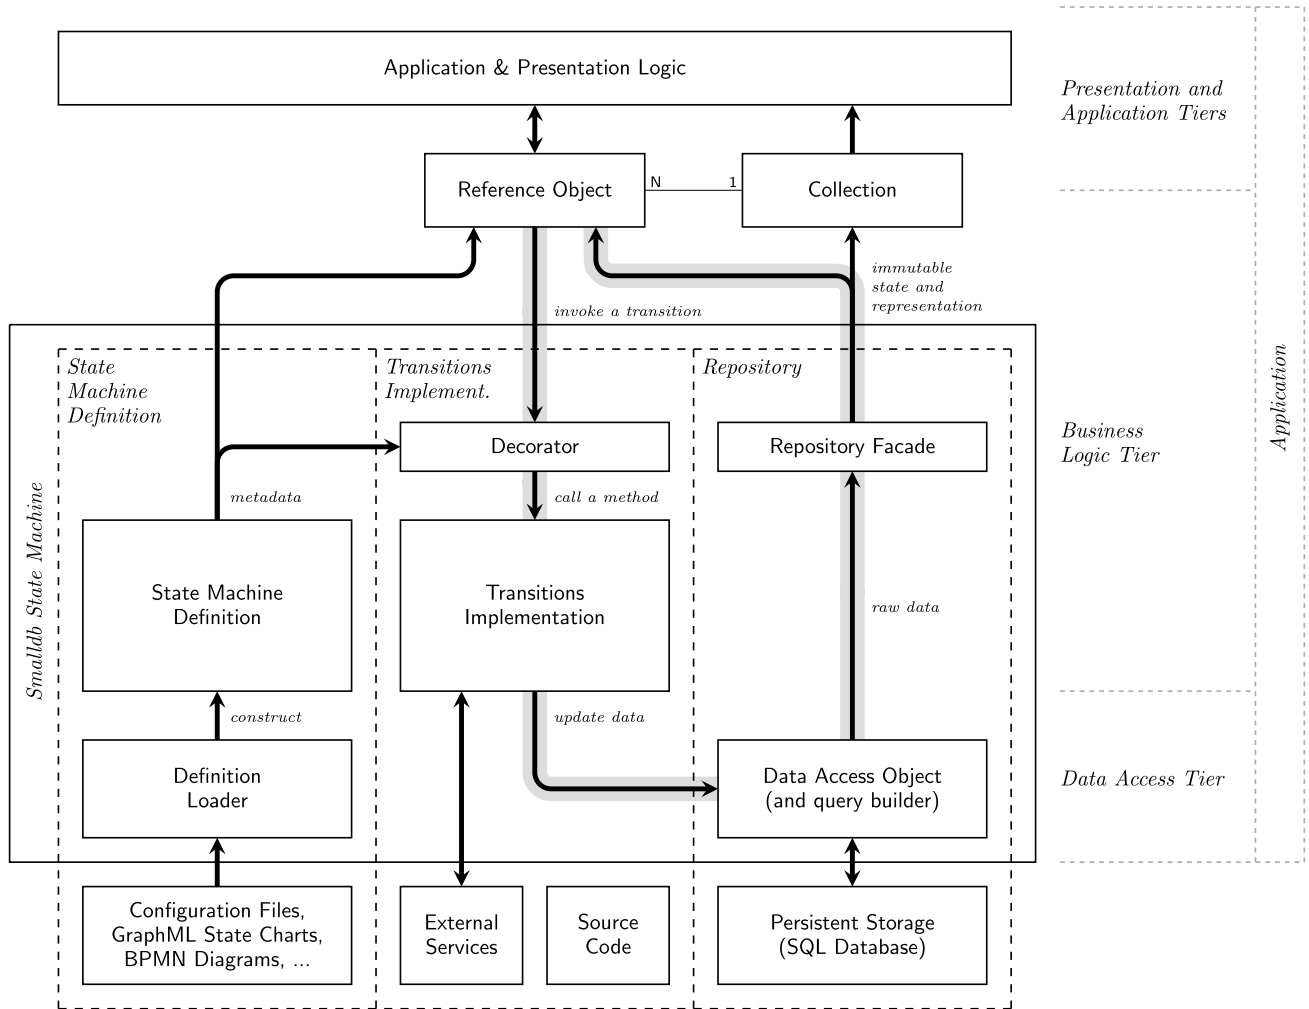 Application & Presentation Logic
Presentation and
Application Tiers
Reference Object
N
1
Collection
immutable
state and
representation
invoke a transition
State
Machine
Definition
Transitions
Implement.
Repository
Application
Decorator
Repository Facade
Business
Logic Tier
metadata
call a method
Smalldb State Machine
State Machine
Definition
Transitions
Implementation
raw data
construct
update data
Definition
Loader
Data Access Object
(and query builder)
Data Access Tier
Configuration Files,
GraphML State Charts,
BPMN Diagrams, ...
External
Services
Source
Code
Persistent Storage
(SQL Database)